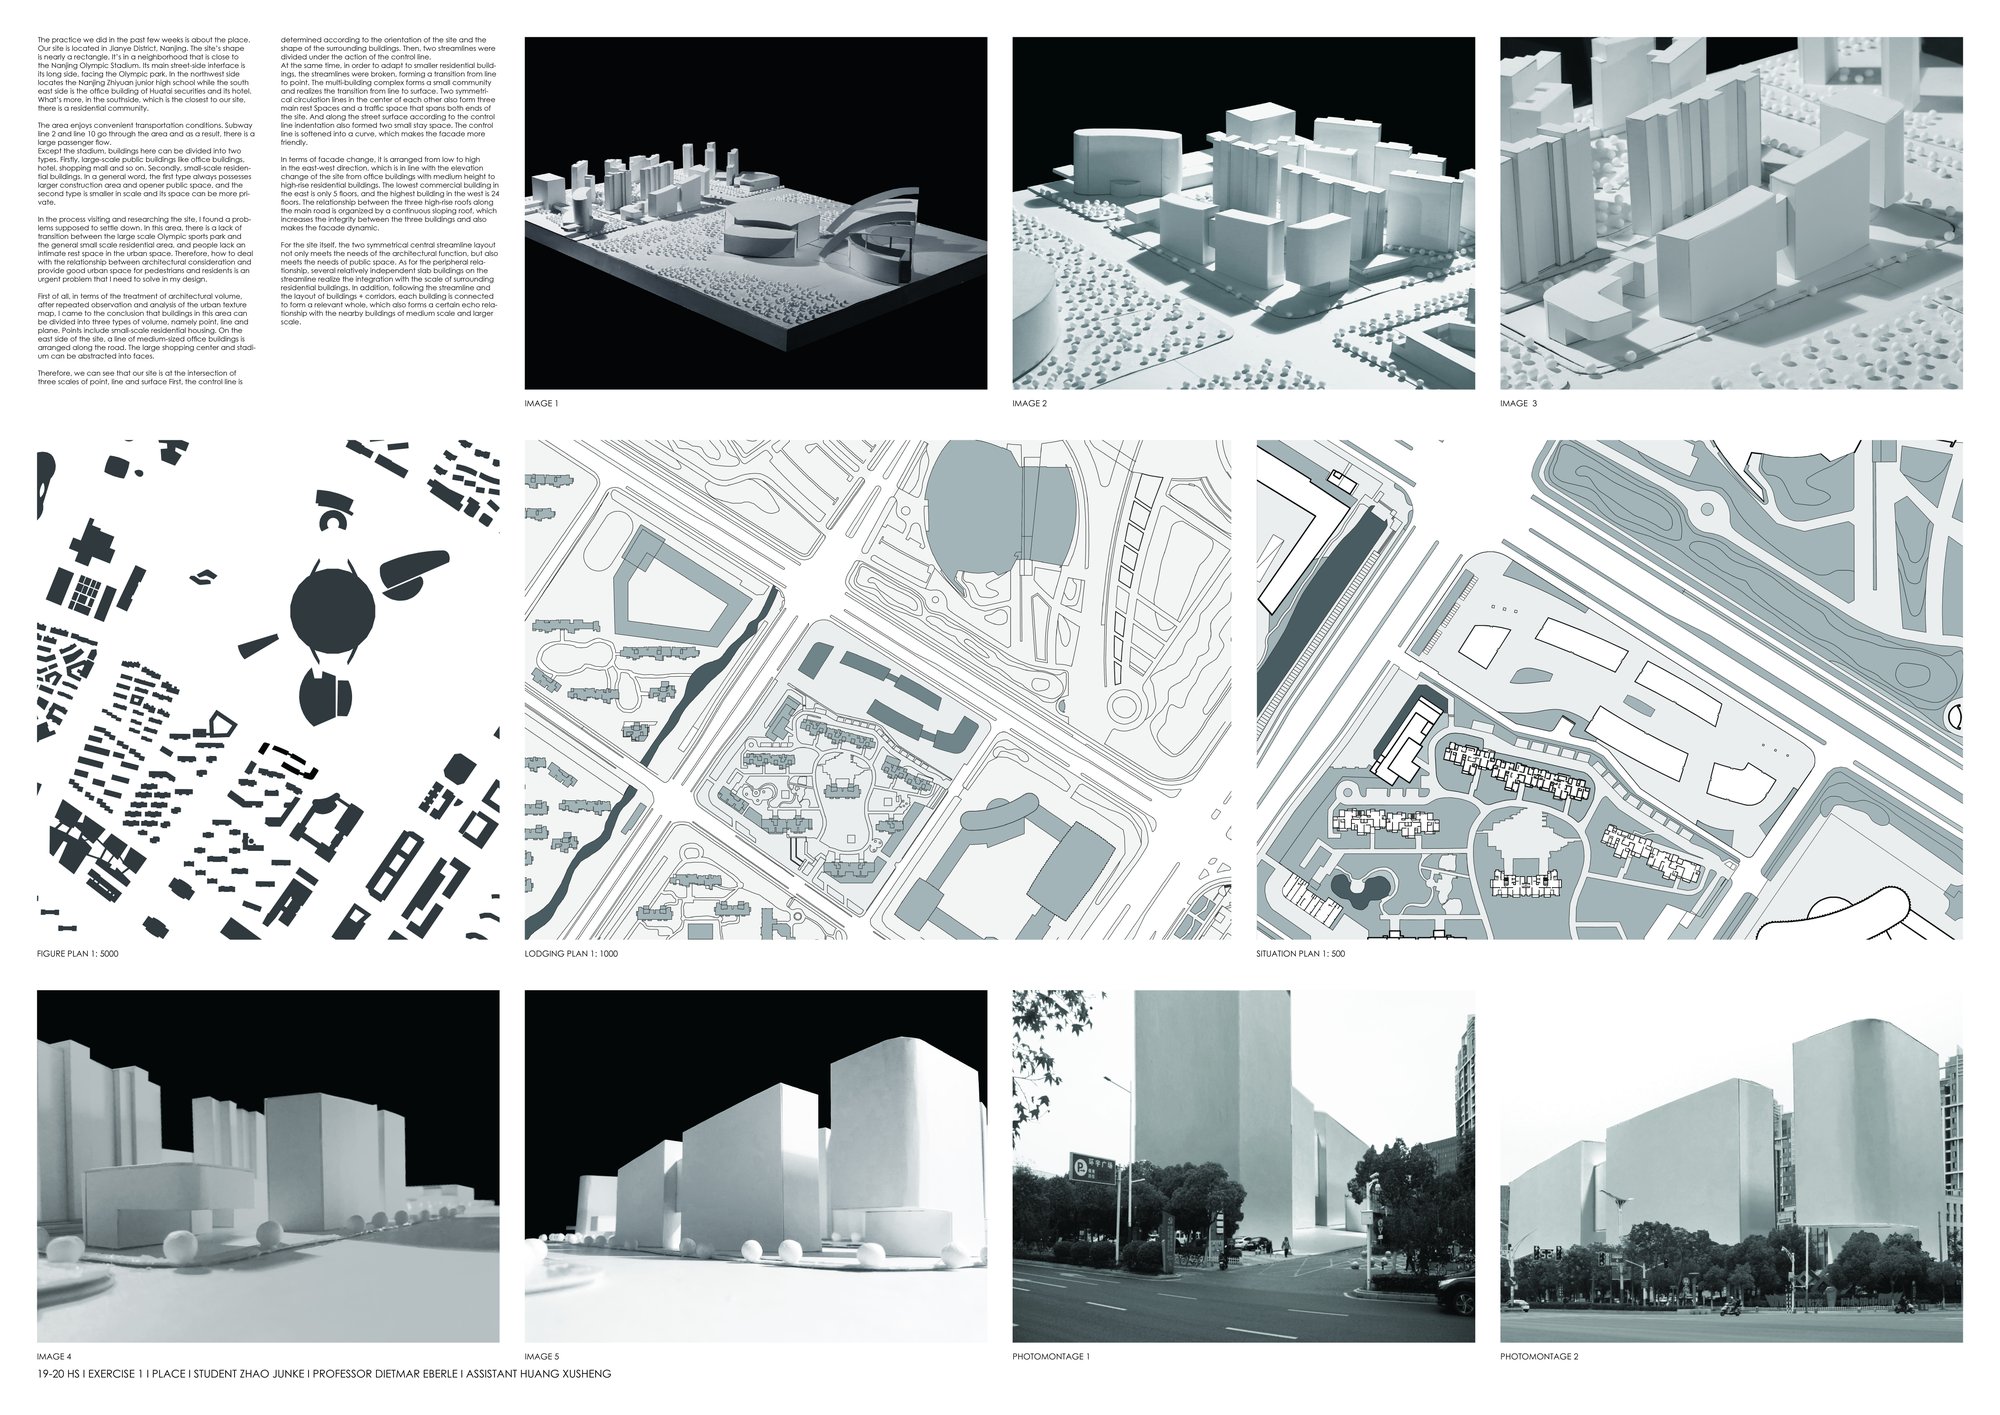 The practice we did in the past few weeks is about the place.
Our site is located in Jianye District, Nanjing. The site's shape
is nearly a rectangle. It's in a neighborhood that is close to
the Nanjing Olympic Stadium. Its main street-side interface is
its long side, facing the Olympic park. In the northwest side
locates the Nanjing Zhiyuan junior high school while the south
east side is the office building of Huatai securities and its hotel.
What's more, in the southside, which is the closest to our site,
there is a residential community.
The area enjoys convenient transportation conditions. Subway
line 2 and line 10 go through the area and as a result, there is a
large passenger flow.
Except the stadium, buildings here can be divided into two
types. Firstly, large-scale public buildings like office buildings,
hotel, shopping mall and so on. Secondly, small-scale residen-
tial buildings. In a general word, the first type always possesses
larger construction area and opener public space, and the
second type is smaller in scale and its space can be more pri-
vate.
In the process visiting and researching the site, I found a prob-
lems supposed to settle down. In this area, there is a lack of
transition between the large scale Olympic sports park and
the general small scale residential area, and people lack an
intimate rest space in the urban space. Therefore, how to deal
with the relationship between architectural consideration and
provide good urban space for pedestrians and residents is an
urgent problem that I need to solve in my design.
First of all, in terms of the treatment of architectural volume,
after repeated observation and analysis of the urban texture
map, I came to the conclusion that buildings in this area can
be divided into three types of volume, namely point, line and
plane. Points include small-scale residential housing. On the
east side of the site, a line of medium-sized office buildings is
arranged along the road. The large shopping center and stadi-
um can be abstracted into faces.
Therefore, we can see that our site is at the intersection of
three scales of point, line and surface First, the control line is
determined according to the orientation of the site and the
shape of the surrounding buildings. Then, two streamlines were
divided under the action of the control line.
At the same time, in order to adapt to smaller residential build-
ings, the streamlines were broken, forming a transition from line
to point. The multi-building complex forms a small community
and realizes the transition from line to surface. Two symmetri-
cal circulation lines in the center of each other also form three
main rest Spaces and a traffic space that spans both ends of
the site. And along the street surface according to the control
line indentation also formed two small stay space. The control
line is softened into a curve, which makes the facade more
friendly.
In terms of facade change, it is arranged from low to high
in the east-west direction, which is in line with the elevation
change of the site from office buildings with medium height to
high-rise residential buildings. The lowest commercial building in
the east is only 5 floors, and the highest building in the west is 24
floors. The relationship between the three high-rise roofs along
the main road is organized by a continuous sloping roof, which
increases the integrity between the three buildings and also
makes the facade dynamic.
For the site itself, the two symmetrical central streamline layout
not only meets the needs of the architectural function, but also
meets the needs of public space. As for the peripheral rela-
tionship, several relatively independent slab buildings on the
streamline realize the integration with the scale of surrounding
residential buildings. In addition, following the streamline and
the layout of buildings + corridors, each building is connected
to form a relevant whole, which also forms a certain echo rela-
tionship with the nearby buildings of medium scale and larger
scale.
IMAGE 1
IMAGE 2
IMAGE 3
FIGURE PLAN 1: 5000
LODGING PLAN 1: 1000
SITUATION PLAN 1: 500
P
环宇广场
IMAGE 4
IMAGE 5
PHOTOMONTAGE 1
PHOTOMONTAGE 2
19-20 HS I EXERCISE 1 I PLACE I STUDENT ZHAO JUNKE I PROFESSOR DIETMAR EBERLE I ASSISTANT HUANG XUSHENG